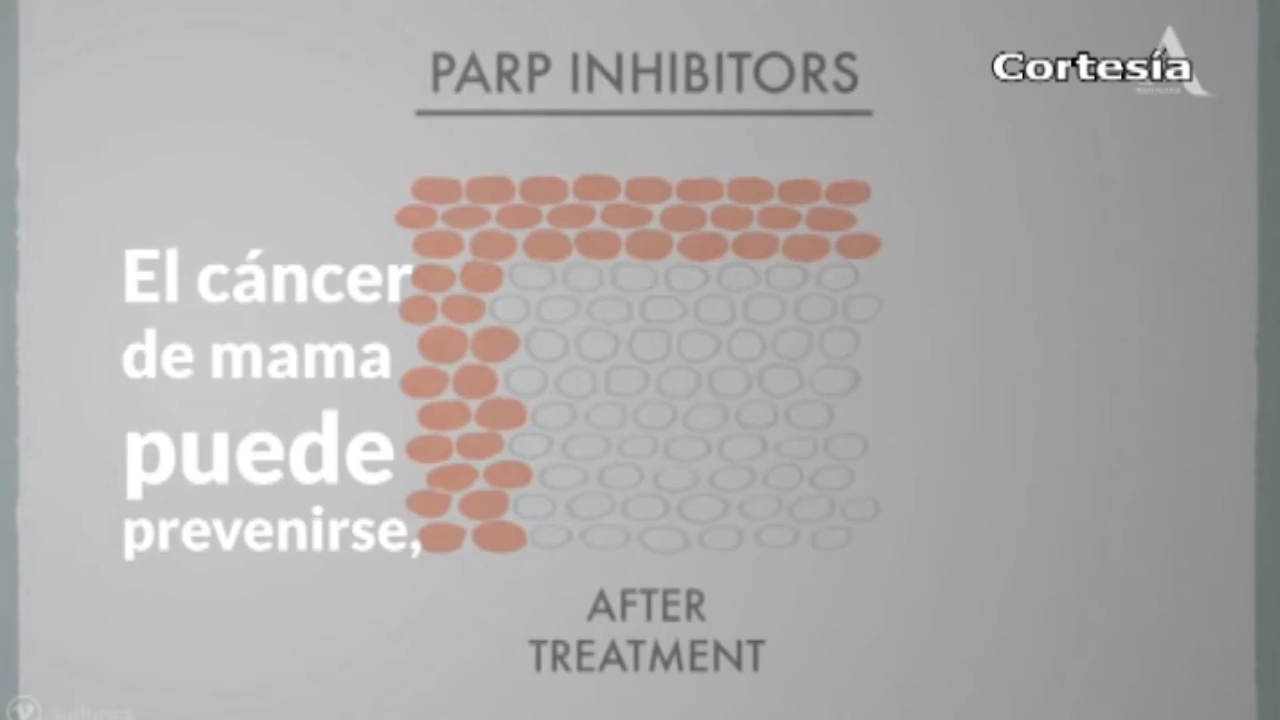 PARP INHIBITORS
Cortesía
El cáncer
de mama
puede
prevenirse,
AFTER
TREATMENT